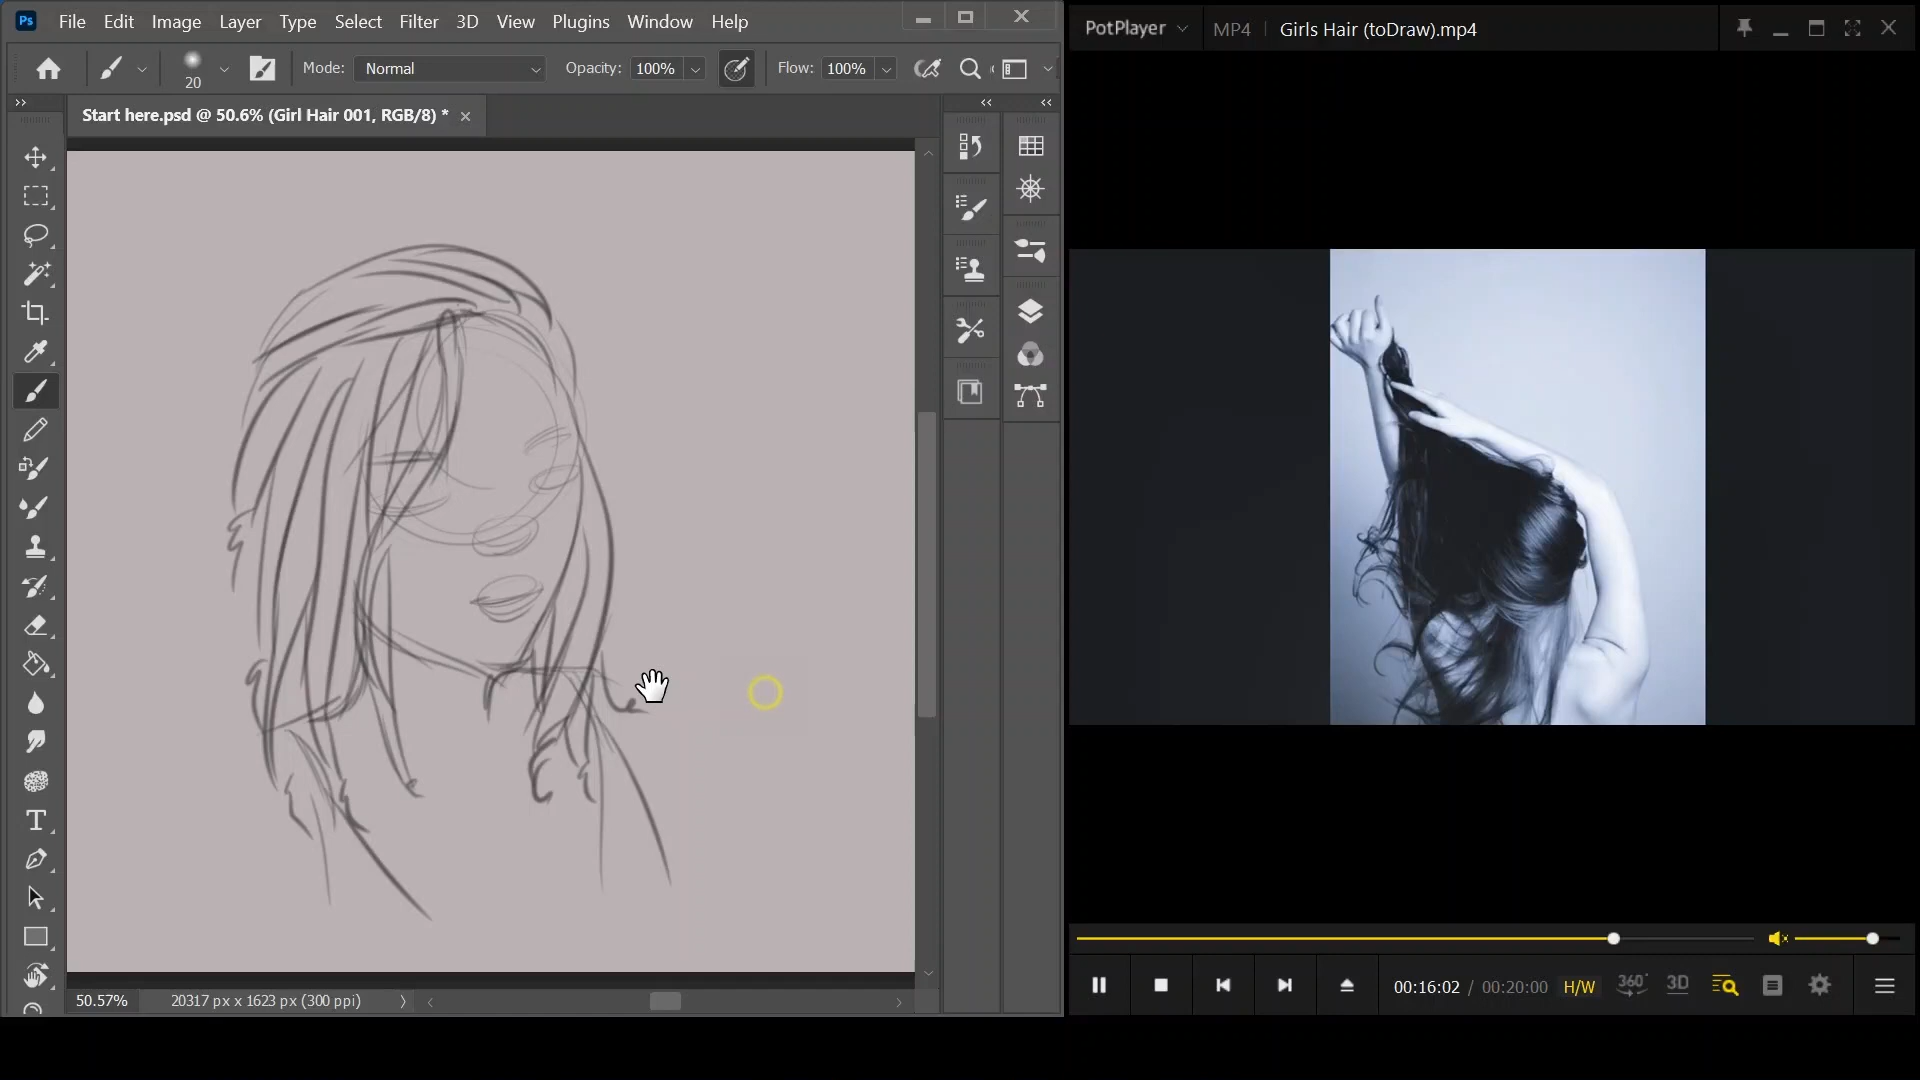 Ps File Edit Image Layer Type Select Filter 3D View Plugins Window Help
PotPlayer MP4 Girls Hair (toDraw).mp4
20 Mode: Normal Opacity: 100% Flow: 100%
Start here.psd @ 50.6% (Girl Hair 001, RGB/8) *
T
00:16:02 / 00:20:00 H/W 360° 3D
50.57% 20317 px x 1623 px (300 ppi)